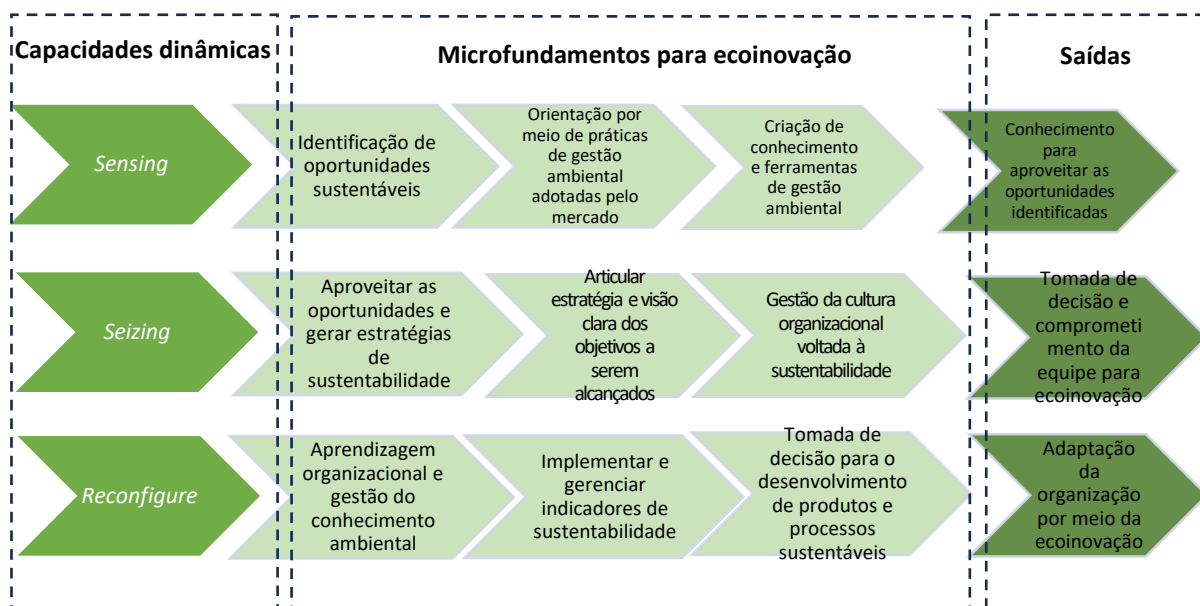 Capacidades dinâmicas
Microfundamentos para ecoinovação
Saídas
Sensing
Identificação de
oportunidades
sustentáveis
Orientação por
meio de práticas
de gestão
ambiental
adotadas pelo
mercado
Criação de
conhecimento
e ferramentas
de gestão
ambiental
Conhecimento
para
aproveitar as
oportunidades
identificadas
Seizing
Aproveitar as
oportunidades e
gerar estratégias
de
sustentabilidade
Articular
estratégia e visão
clara dos
objetivos a
serem
alcançados
Gestão da cultura
organizacional
voltada à
sustentabilidade
Tomada de
decisão e
comprometi
mento da
equipe para
ecoinovação
Reconfigure
Aprendizagem
organizacional e
gestão do
conhecimento
ambiental
Implementar e
gerenciar
indicadores de
sustentabilidade
Tomada de
decisão para o
desenvolvimento
de produtos e
processos
sustentáveis
Adaptação
da
organização
por meio da
ecoinovação